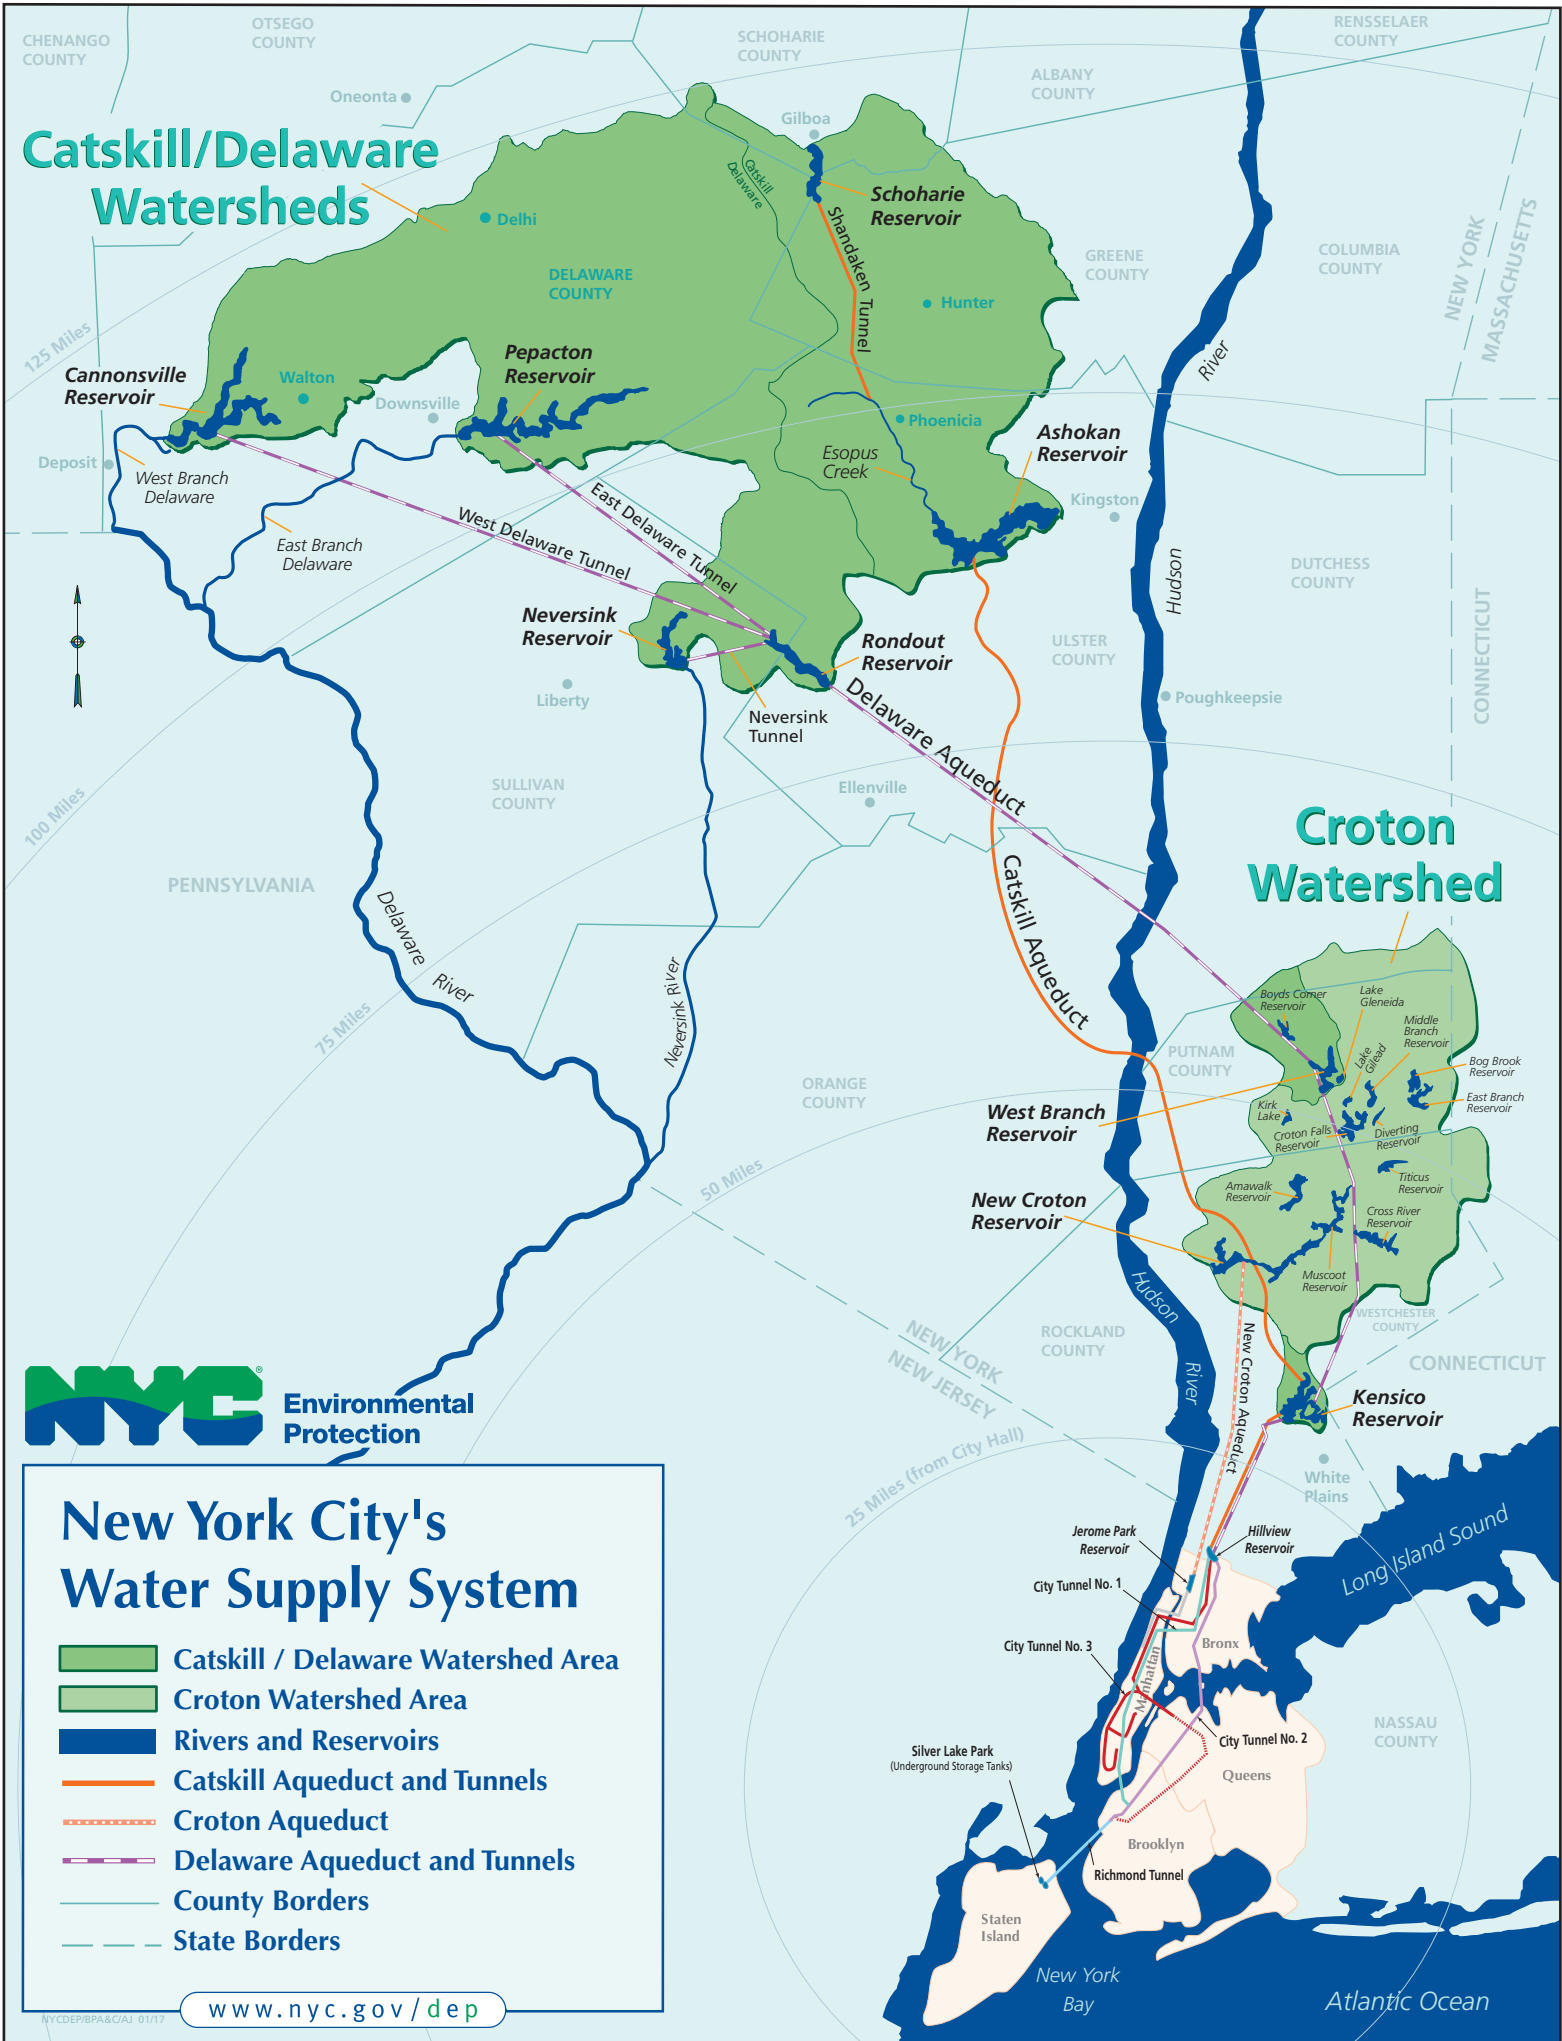 CHENANGO
COUNTY
OTSEGO
COUNTY
SCHOHARIE
COUNTY
ALBANY
COUNTY
RENSSELAER
COUNTY
Oneonta
Gilboa
Catskill/Delaware
Watersheds
Catskill
Delaware
Schoharie
Reservoir
Delhi
Shandaken Tunnel
DELAWARE
COUNTY
Hunter
GREENE
COUNTY
COLUMBIA
COUNTY
NEW YORK
MASSACHUSETTS
125 Miles
River
Cannonsville
Reservoir
Walton
Pepacton
Reservoir
Downsville
Phoenicia
Ashokan
Reservoir
Esopus
Creek
Deposit
West Branch
Delaware
Kingston
East Delaware Tunnel
West Delaware Tunnel
East Branch
Delaware
Hudson
DUTCHESS
COUNTY
CONNECTICUT
Neversink
Reservoir
Rondout
Reservoir
ULSTER
COUNTY
Liberty
Neversink
Tunnel
Poughkeepsie
Delaware Aqueduct
SULLIVAN
COUNTY
Ellenville
100 Miles
Croton
Watershed
PENNSYLVANIA
Catskill Aqueduct
Delaware
River
Neversink River
75 Miles
Boyds Corner
Reservoir
Lake
Gleneida
Middle
Branch
Reservoir
Lake
Gilead
Bog Brook
Reservoir
East Branch
Reservoir
PUTNAM
COUNTY
ORANGE
COUNTY
West Branch
Reservoir
Kirk
Lake
Croton Falls
Reservoir
Diverting
Reservoir
50 Miles
Titicus
Reservoir
Amawalk
Reservoir
New Croton
Reservoir
Cross River
Reservoir
Muscoot
Reservoir
Hudson
River
WESTCHESTER
COUNTY
ROCKLAND
COUNTY
NEW YORK
NEW JERSEY
New Croton Aqueduct
CONNECTICUT
Kensico
Reservoir
NYC®
Environmental
Protection
25 Miles (from City Hall)
White
Plains
Long Island Sound
Jerome Park
Reservoir
Hillview
Reservoir
City Tunnel No. 1
City Tunnel No. 3
Bronx
Manhattan
City Tunnel No. 2
NASSAU
COUNTY
Silver Lake Park
(Underground Storage Tanks)
Queens
Brooklyn
Richmond Tunnel
Staten
Island
New York
Bay
Atlantic Ocean
New York City's
Water Supply System
Catskill / Delaware Watershed Area
Croton Watershed Area
Rivers and Reservoirs
Catskill Aqueduct and Tunnels
Croton Aqueduct
Delaware Aqueduct and Tunnels
County Borders
State Borders
www.nyc.gov/dep
NYCDEP/BPA&C/AJ 01/17